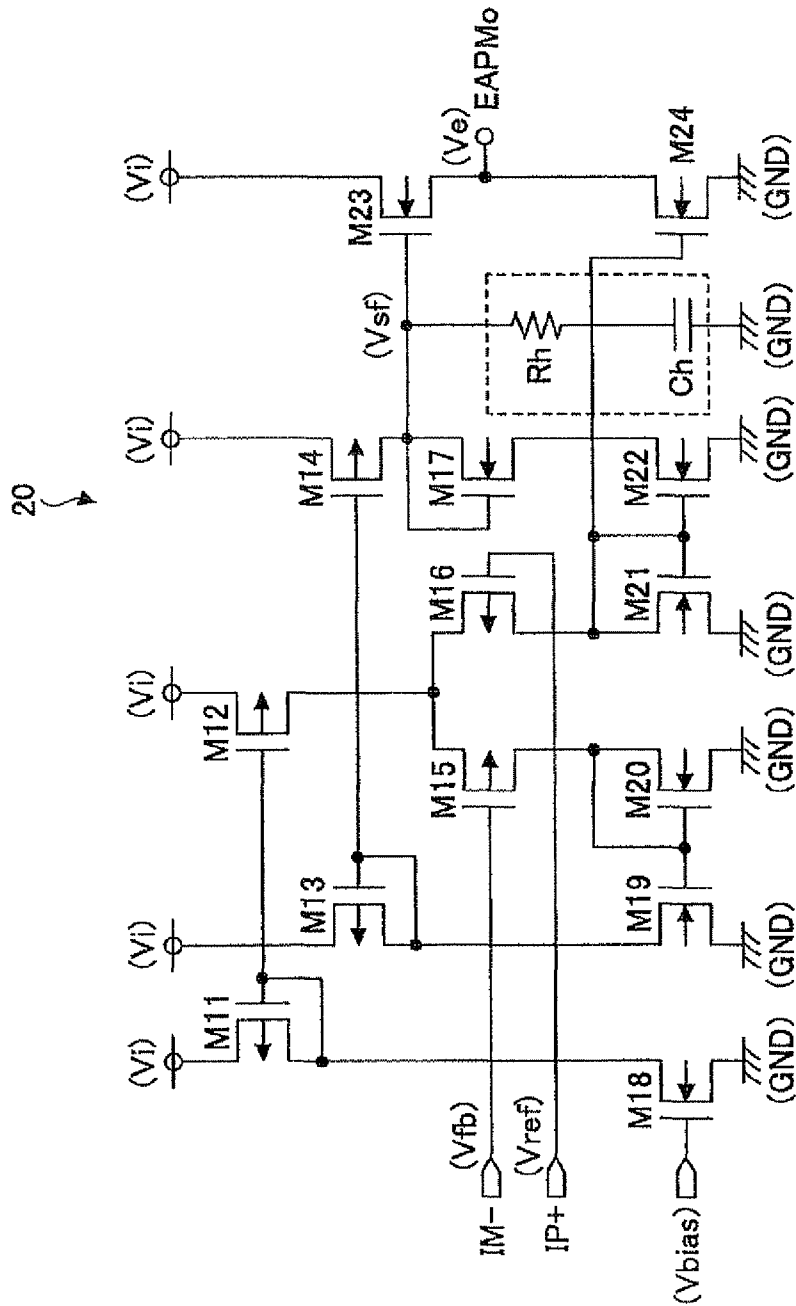 20
(Vi)
(Vi)
(Vi)
(Vi)
(Vi)
M11
M12
M13
M14
(Vsf)
M23
(Ve)
EAPMo
(Vfb)
IM-
M15
M16
M17
Rh
(Vref)
IP+
Ch
M24
(Vbias)
M18
M19
M20
M21
M22
(GND)
(GND)
(GND)
(GND)
(GND)
(GND)
(GND)